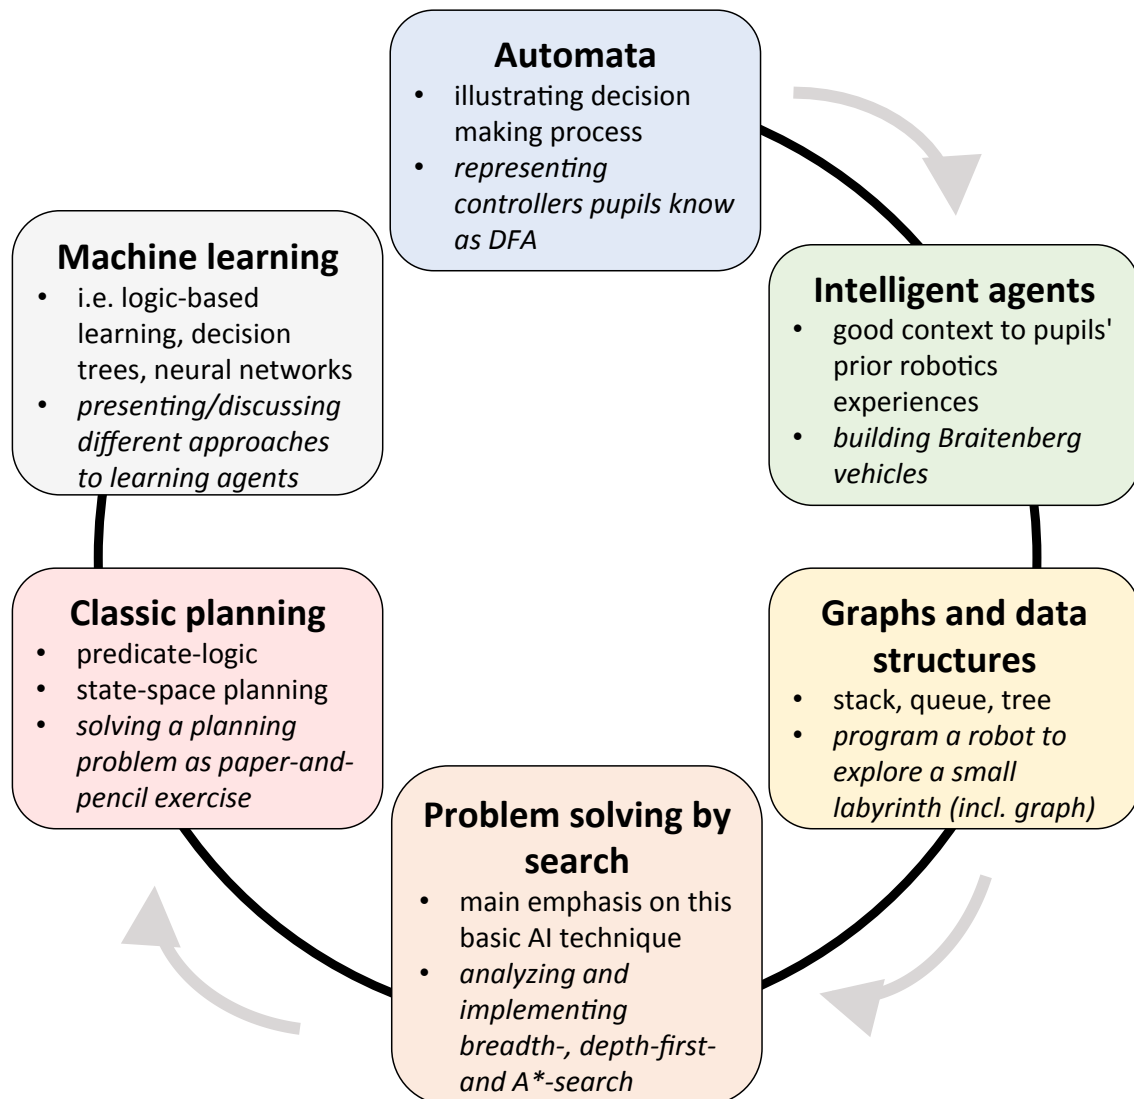 Automata
• illustrating decision
making process
• representing
controllers pupils know
as DFA
Intelligent agents
• good context to pupils'
prior robotics
experiences
• building Braitenberg
vehicles
Graphs and data
structures
• stack, queue, tree
• program a robot to
explore a small
labyrinth (incl. graph)
Problem solving by
search
• main emphasis on this
basic AI technique
• analyzing and
implementing
breadth-, depth-first-
and A*-search
Classic planning
• predicate-logic
• state-space planning
• solving a planning
problem as paper-and-
pencil exercise
Machine learning
• i.e. logic-based
learning, decision
trees, neural networks
• presenting/discussing
different approaches
to learning agents